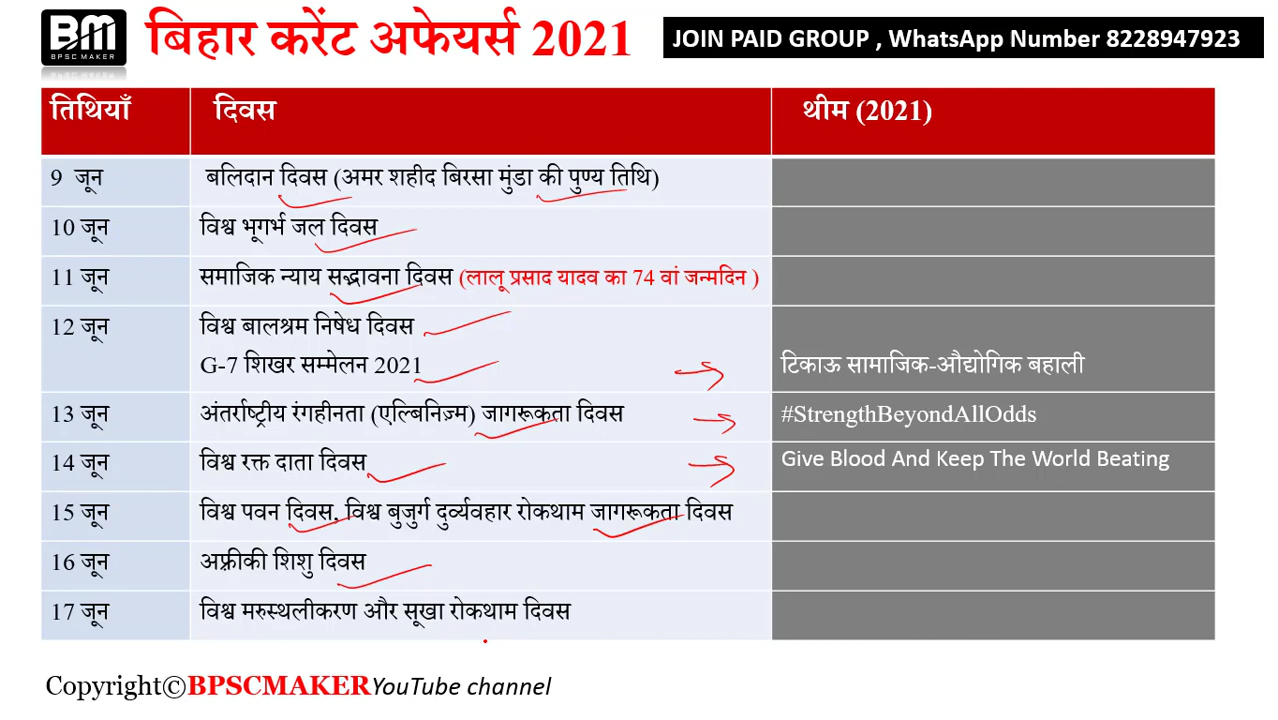 BM
BPSC MAKER
बिहार करेंट अफेयर्स 2021
JOIN PAID GROUP , WhatsApp Number 8228947923
तिथियाँ दिवस थीम (2021)
9 जून बलिदान दिवस (अमर शहीद बिरसा मुंडा की पुण्य तिथि)
10 जून विश्व भूगर्भ जल दिवस
11 जून समाजिक न्याय सद्भावना दिवस (लालू प्रसाद यादव का 74 वां जन्मदिन )
12 जून विश्व बालश्रम निषेध दिवस
G-7 शिखर सम्मेलन 2021 टिकाऊ सामाजिक-औद्योगिक बहाली
13 जून अंतर्राष्ट्रीय रंगहीनता (एल्बिनिज़्म) जागरूकता दिवस #StrengthBeyondAllOdds
14 जून विश्व रक्त दाता दिवस Give Blood And Keep The World Beating
15 जून विश्व पवन दिवस, विश्व बुजुर्ग दुर्व्यवहार रोकथाम जागरूकता दिवस
16 जून अफ़्रीकी शिशु दिवस
17 जून विश्व मरुस्थलीकरण और सूखा रोकथाम दिवस
Copyright©BPSCMAKER YouTube channel